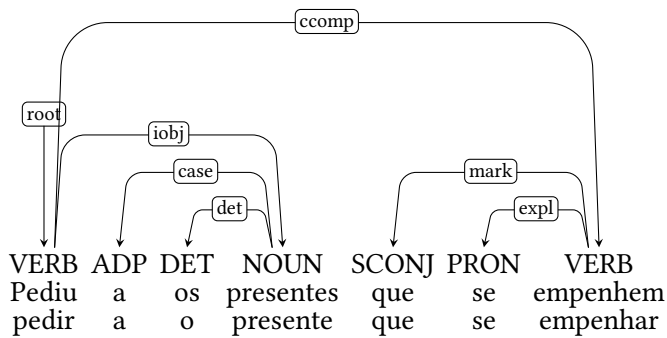 ccomp
root
iobj
case mark
det expl
VERB ADP DET NOUN SCONJ PRON VERB
Pediu a os presentes que se empenhem
pedir a o presente que se empenhar